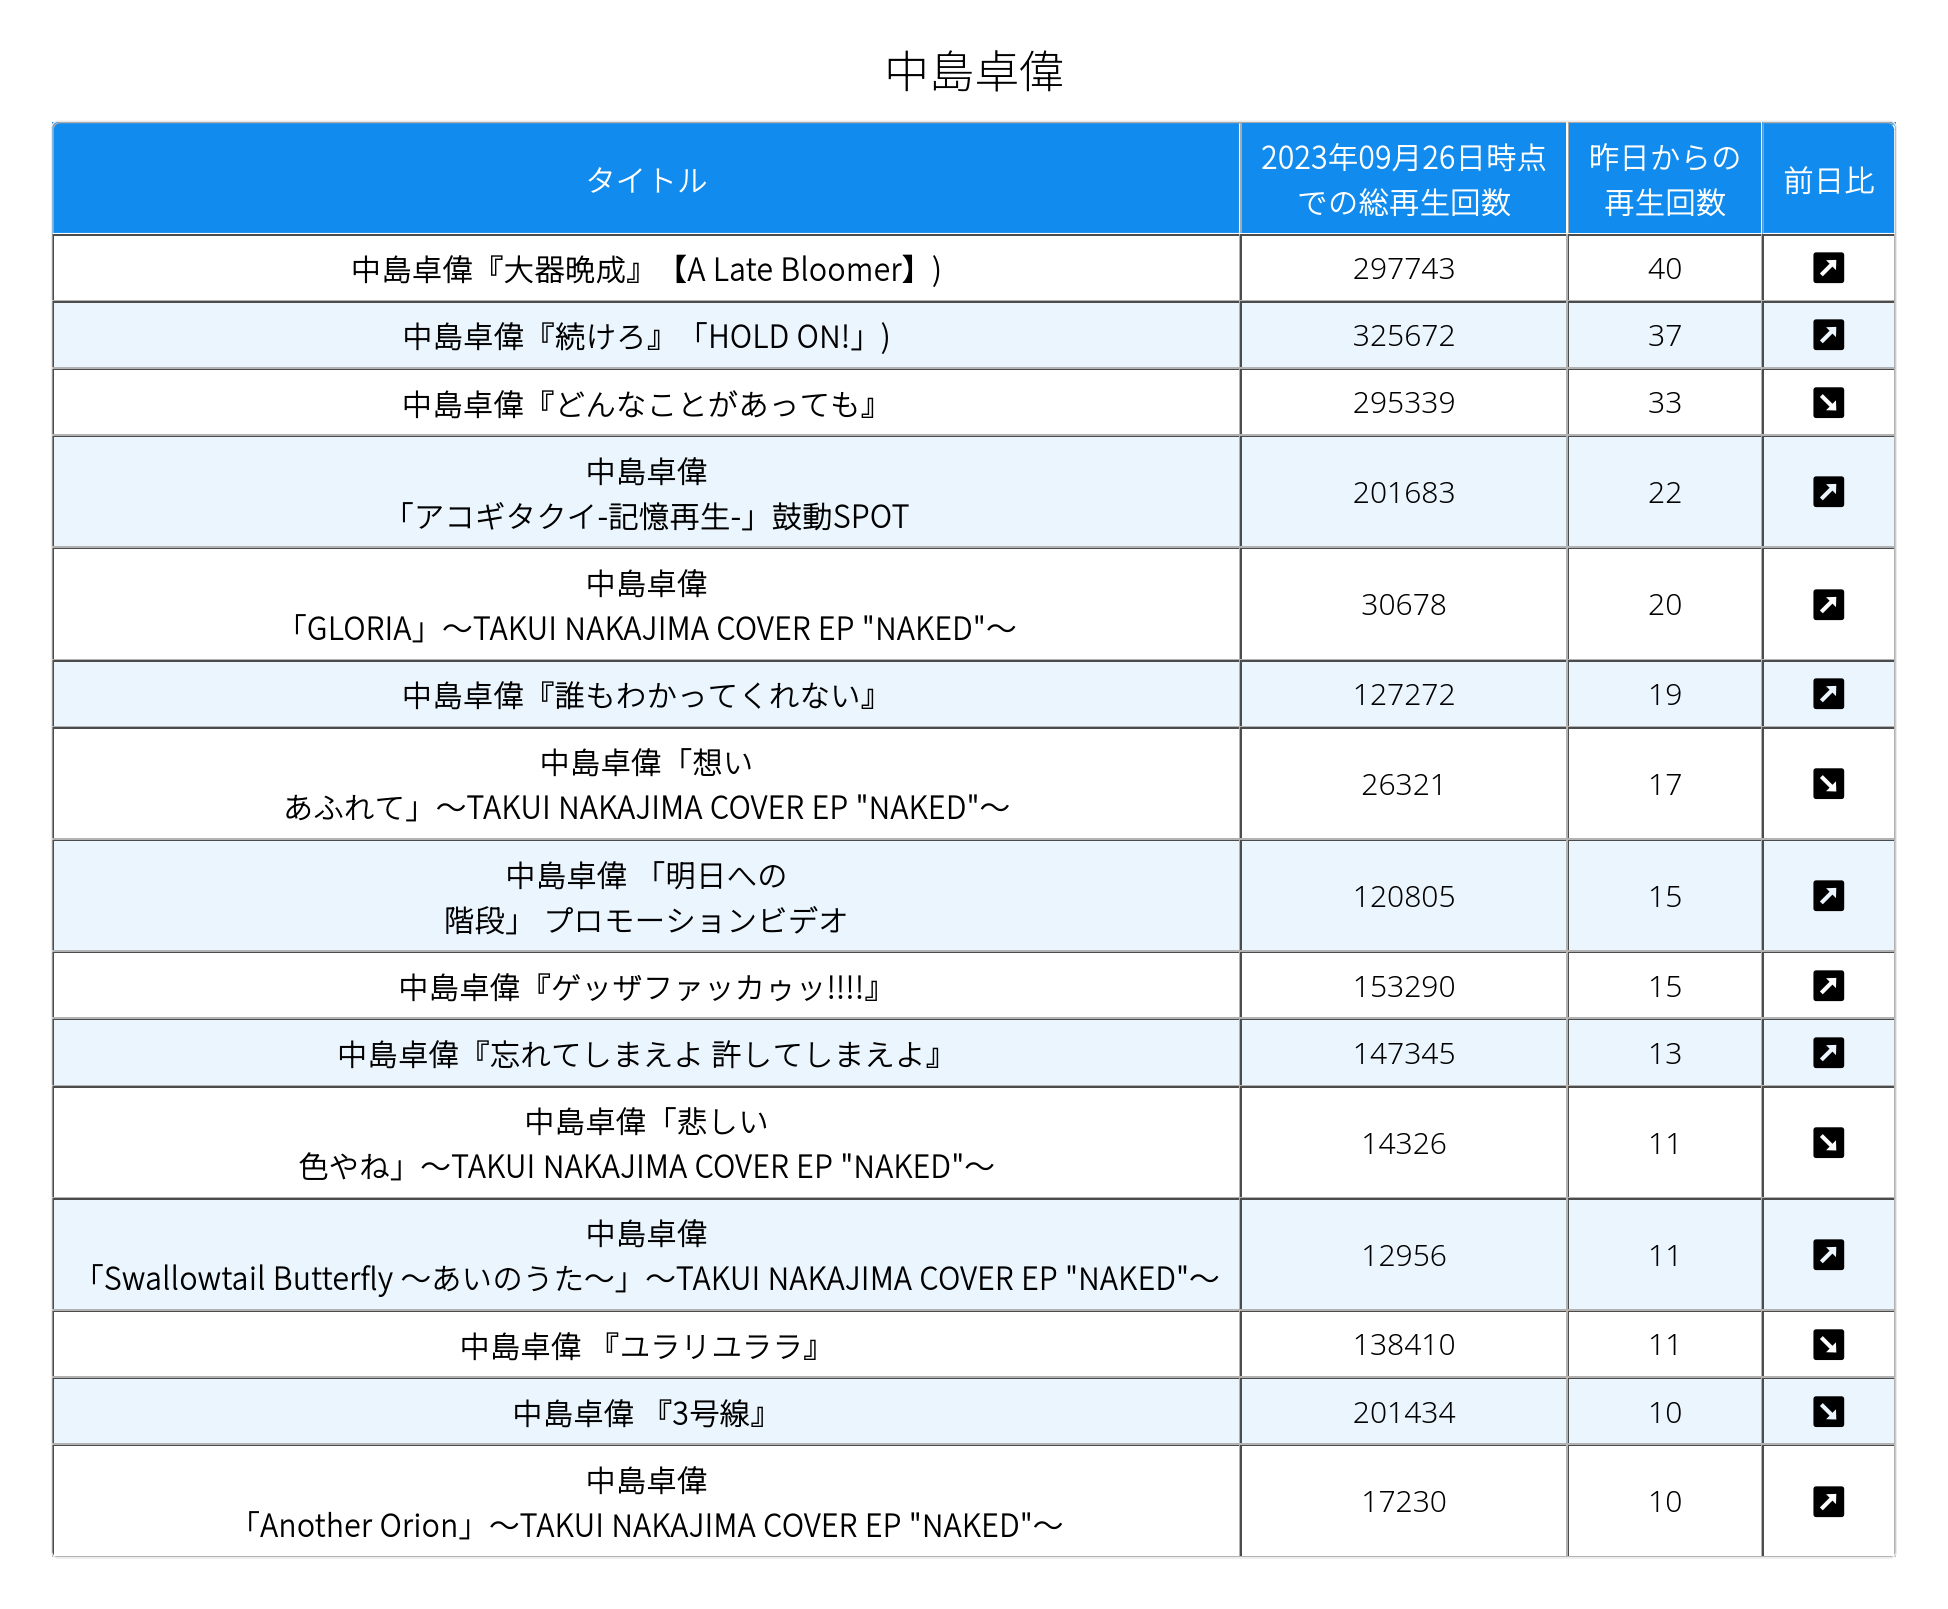 中島卓偉
タイトル
2023年09月26日時点
での総再生回数
昨日からの
再生回数
前日比
中島卓偉『大器晩成』【A Late Bloomer】)
297743
40
中島卓偉『続けろ』「HOLD ON!」)
325672
37
中島卓偉『どんなことがあっても』
295339
33
中島卓偉
「アコギタクイ-記憶再生-」鼓動SPOT
201683
22
中島卓偉
「GLORIA」～TAKUI NAKAJIMA COVER EP "NAKED"～
30678
20
中島卓偉『誰もわかってくれない』
127272
19
中島卓偉「想い
あふれて」～TAKUI NAKAJIMA COVER EP "NAKED"～
26321
17
中島卓偉 「明日への
階段」 プロモーションビデオ
120805
15
中島卓偉『ゲッザファッカゥッ!!!!』
153290
15
中島卓偉『忘れてしまえよ 許してしまえよ』
147345
13
中島卓偉「悲しい
色やね」～TAKUI NAKAJIMA COVER EP "NAKED"～
14326
11
中島卓偉
「Swallowtail Butterfly ～あいのうた～」～TAKUI NAKAJIMA COVER EP "NAKED"～
12956
11
中島卓偉 『ユラリユララ』
138410
11
中島卓偉 『3号線』
201434
10
中島卓偉
「Another Orion」～TAKUI NAKAJIMA COVER EP "NAKED"～
17230
10